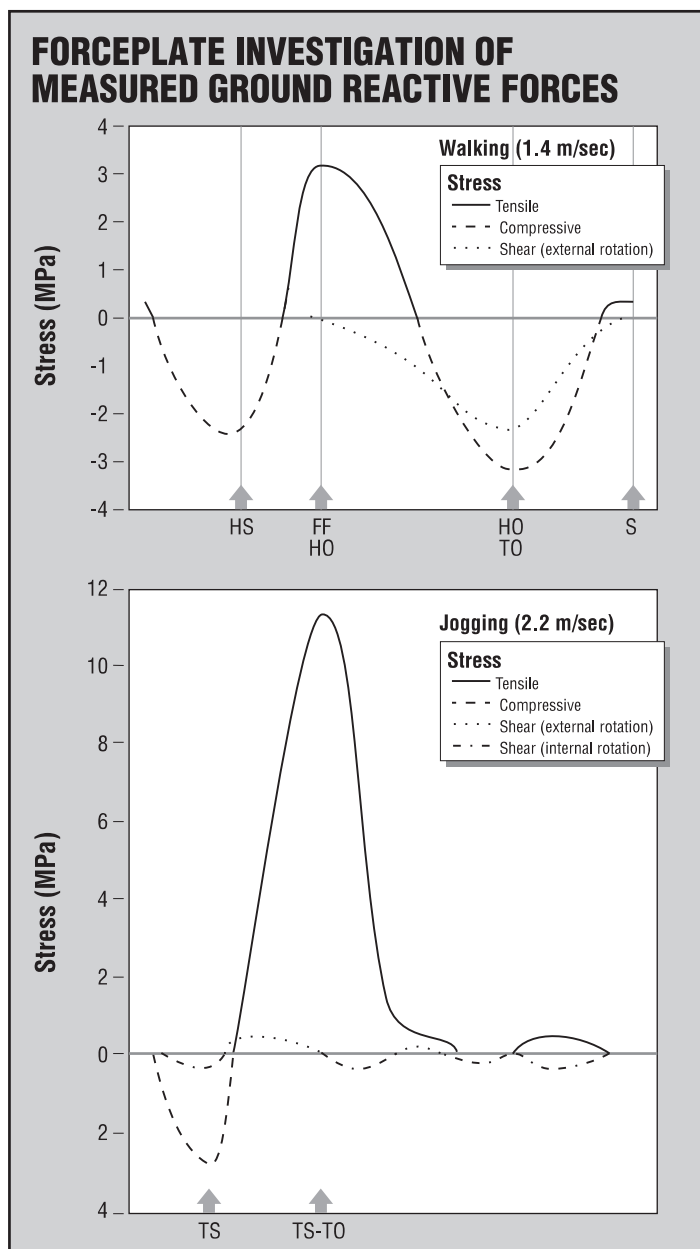 FORCEPLATE INVESTIGATION OF
MEASURED GROUND REACTIVE FORCES
Walking (1.4 m/sec)
Stress
Tensile
Compressive
Shear (external rotation)
Stress (MPa)
4
3
2
1
0
-1
-2
-3
-4
HS
FF
HO
HO
TO
S
Jogging (2.2 m/sec)
Stress
Tensile
Compressive
Shear (external rotation)
Shear (internal rotation)
Stress (MPa)
12
10
8
6
4
2
0
2
4
TS
TS-TO